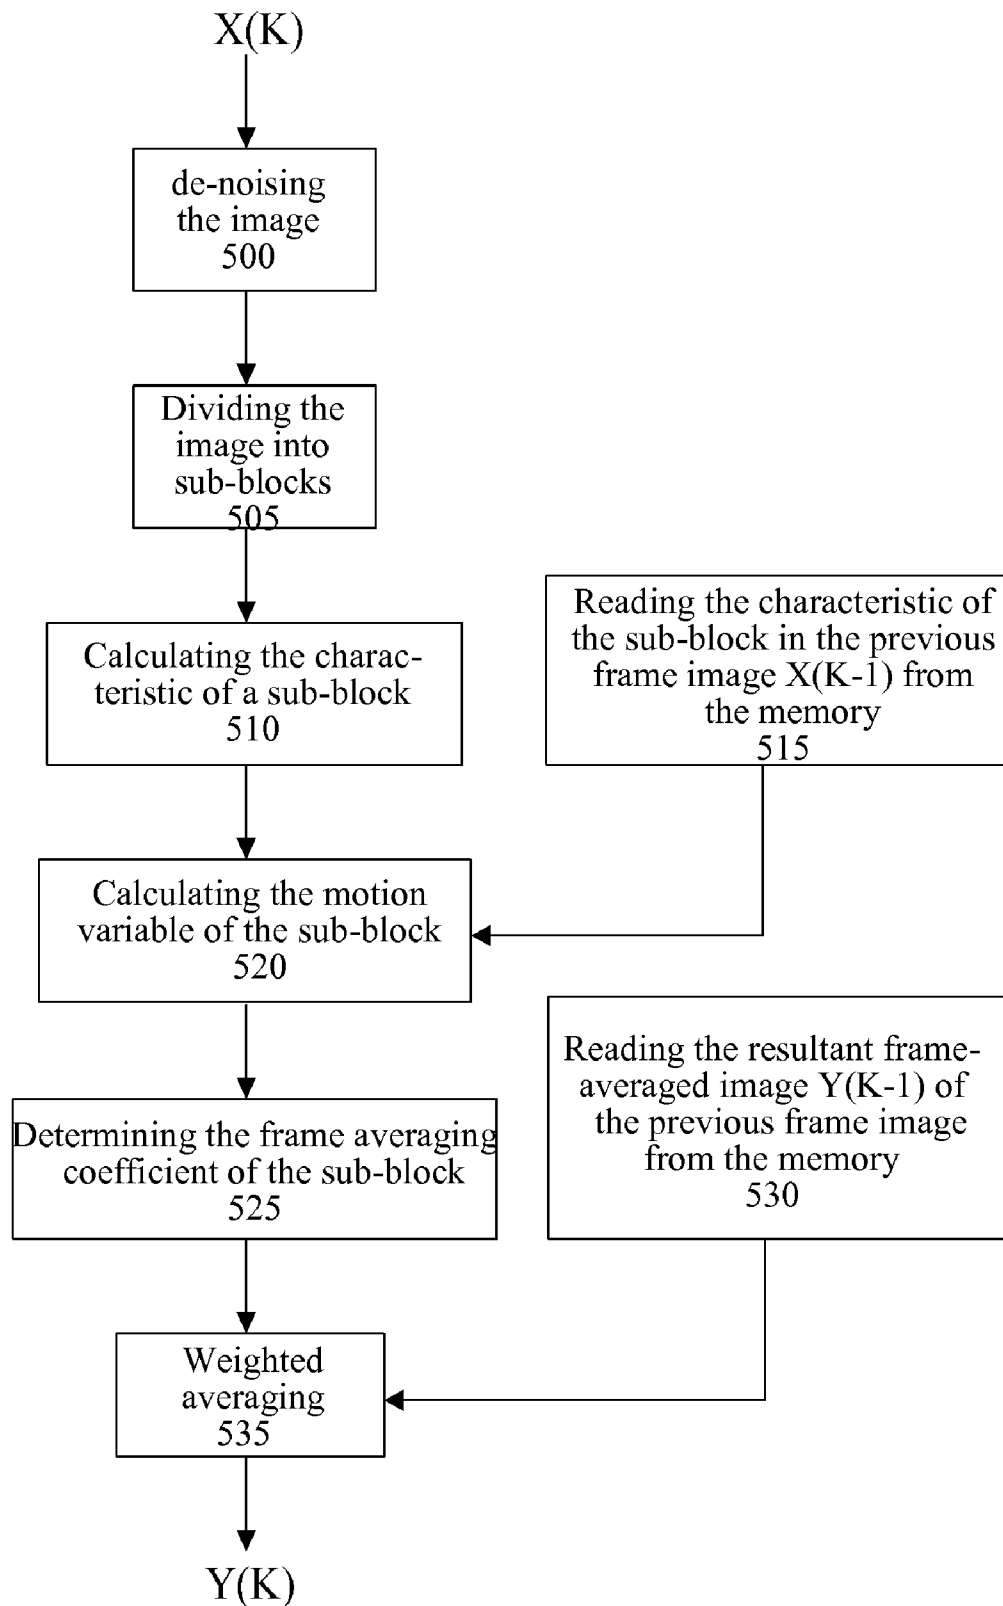 X(K)
de-noising
the image
500
Dividing the
image into
sub-blocks
505
Calculating the charac-
teristic of a sub-block
510
Reading the characteristic of
the sub-block in the previous
frame image X(K-1) from
the memory
515
Calculating the motion
variable of the sub-block
520
Determining the frame averaging
coefficient of the sub-block
525
Reading the resultant frame-
averaged image Y(K-1) of
the previous frame image
from the memory
530
Weighted
averaging
535
Y(K)